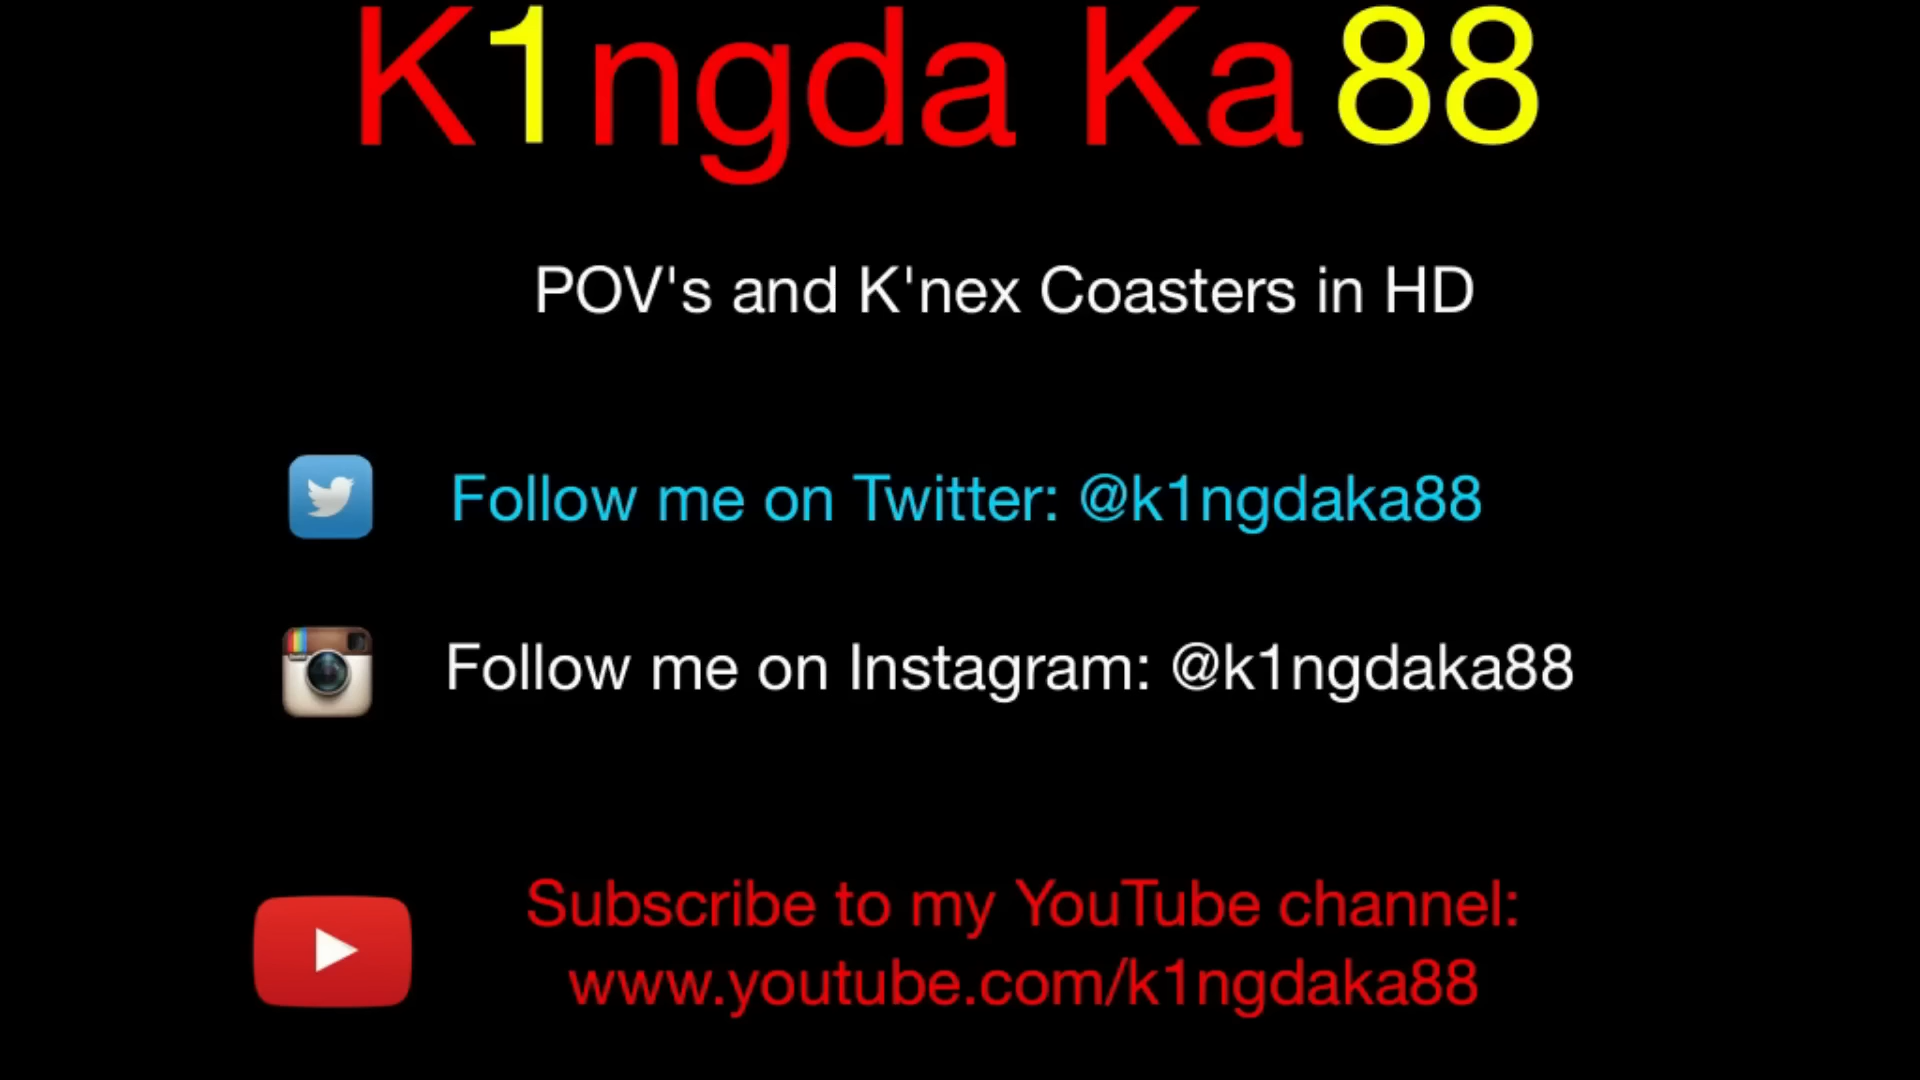 K1ngda Ka 88
POV's and K'nex Coasters in HD
Follow me on Twitter: @k1ngdaka88
Follow me on Instagram: @k1ngdaka88
Subscribe to my YouTube channel:
www.youtube.com/k1ngdaka88